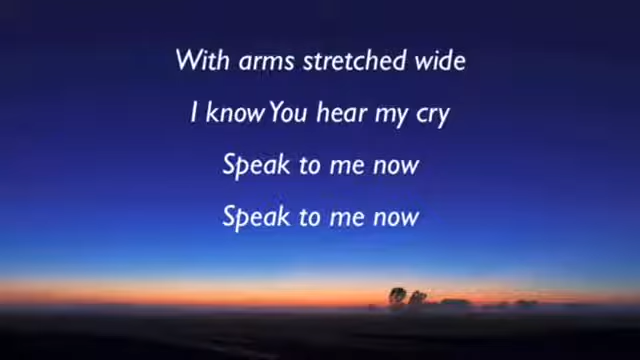 With arms stretched wide
I know You hear my cry
Speak to me now
Speak to me now